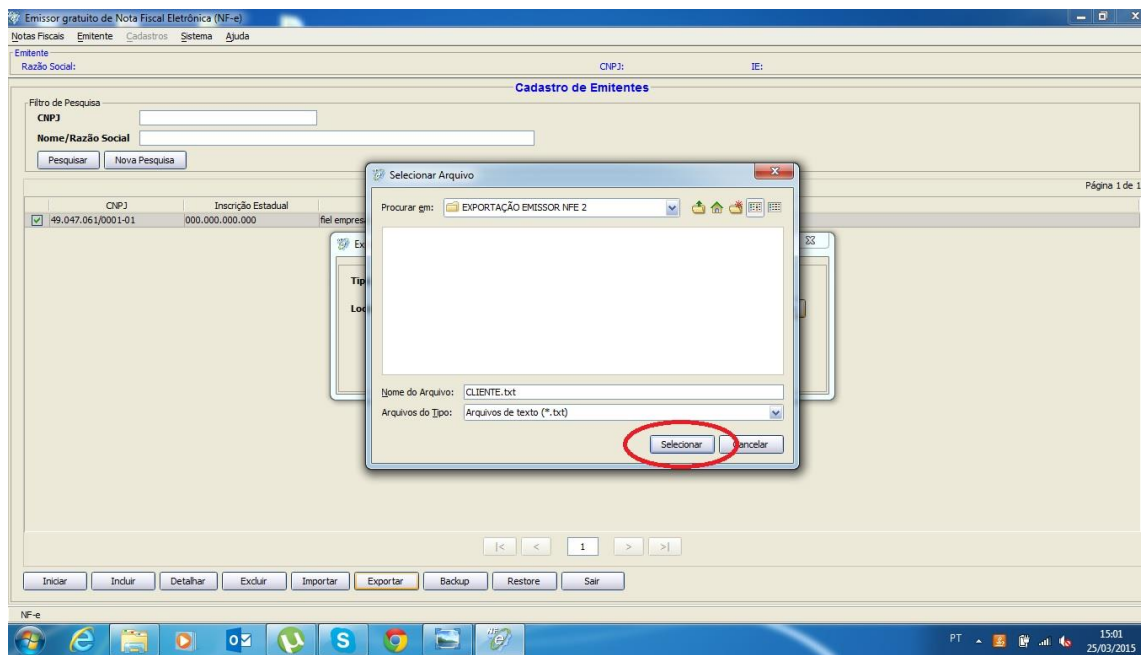 Emissor gratuito de Nota Fiscal Eletrônica (NF-e)
Notas Fiscais Emitente Cadastros Sistema Ajuda
Emitente
Razão Social: CNPJ: IE:
Cadastro de Emitentes
Filtro de Pesquisa
CNPJ
Nome/Razão Social
Pesquisar Nova Pesquisa
Página 1 de 1
CNPJ Inscrição Estadual
49.047.061/0001-01 000.000.000.000 fiel empres
Ex
Tip
Loc
Selecionar Arquivo
Procurar em: EXPORTAÇÃO EMISSOR NFE 2
Nome do Arquivo: CLIENTE.txt
Arquivos do Tipo: Arquivos de texto (*.txt)
Selecionar Cancelar
|< < 1 > >|
Iniciar Incluir Detalhar Excluir Importar Exportar Backup Restore Sair
NF-e
PT 15:01
25/03/2015